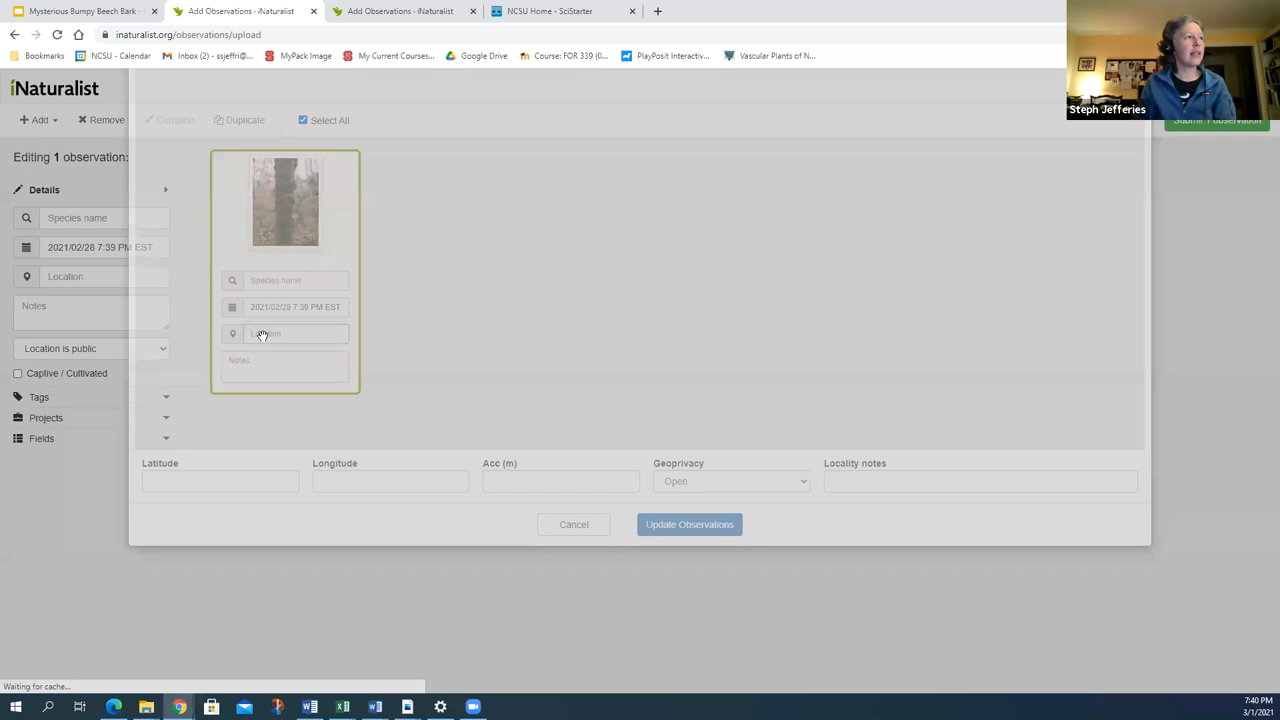 Mysterious Bumpy Beech Bark -
Add Observations - iNaturalist
Add Observations - iNaturalist
NCSU Home - SciStarter
inaturalist.org/observations/upload
Bookmarks
NCSU - Calendar
Inbox (2) - ssjeffri@...
MyPack Image
My Current Courses...
Google Drive
Course: FOR 339 (0...
PlayPosit Interactiv...
Vascular Plants of N...
Steph Jefferies
iNaturalist
Add
Remove
Combine
Duplicate
Select All
Submit 1 observation
Editing 1 observation:
Details
Species name
2021/02/28 7:39 PM EST
Location
Notes
Location is public
Captive / Cultivated
Tags
Projects
Fields
Species name
2021/02/28 7:39 PM EST
Location
Notes
Latitude
Longitude
Acc (m)
Geoprivacy
Open
Locality notes
Cancel
Update Observations
Waiting for cache...
7:40 PM
3/1/2021